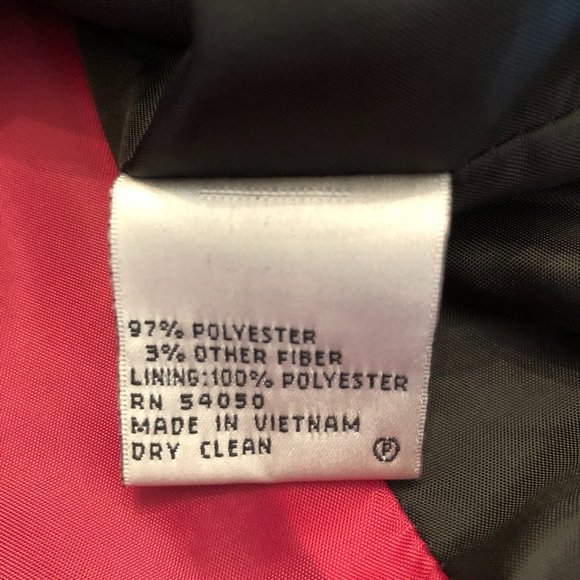 97% POLYESTER
3% OTHER FIBER
LINING:100% POLYESTER
RN 54050
MADE IN VIETNAM
DRY CLEAN Ⓟ